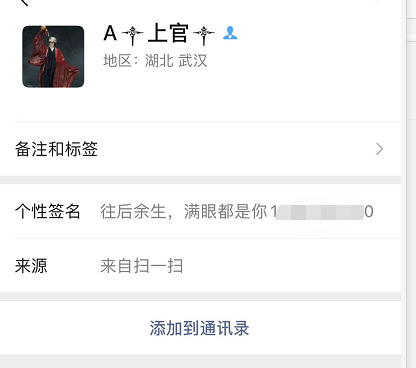 A上官
地区：湖北 武汉
备注和标签
个性签名 往后余生，满眼都是你 1 0
来源 来自扫一扫
添加到通讯录